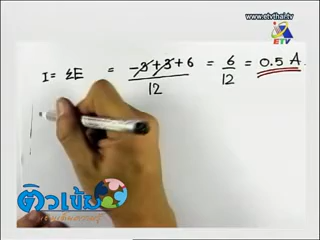 www.etvthai.tv
ETV
I = ΣE = -3+3+6 / 12 = 6 / 12 = 0.5 A.
ติวเข้ม